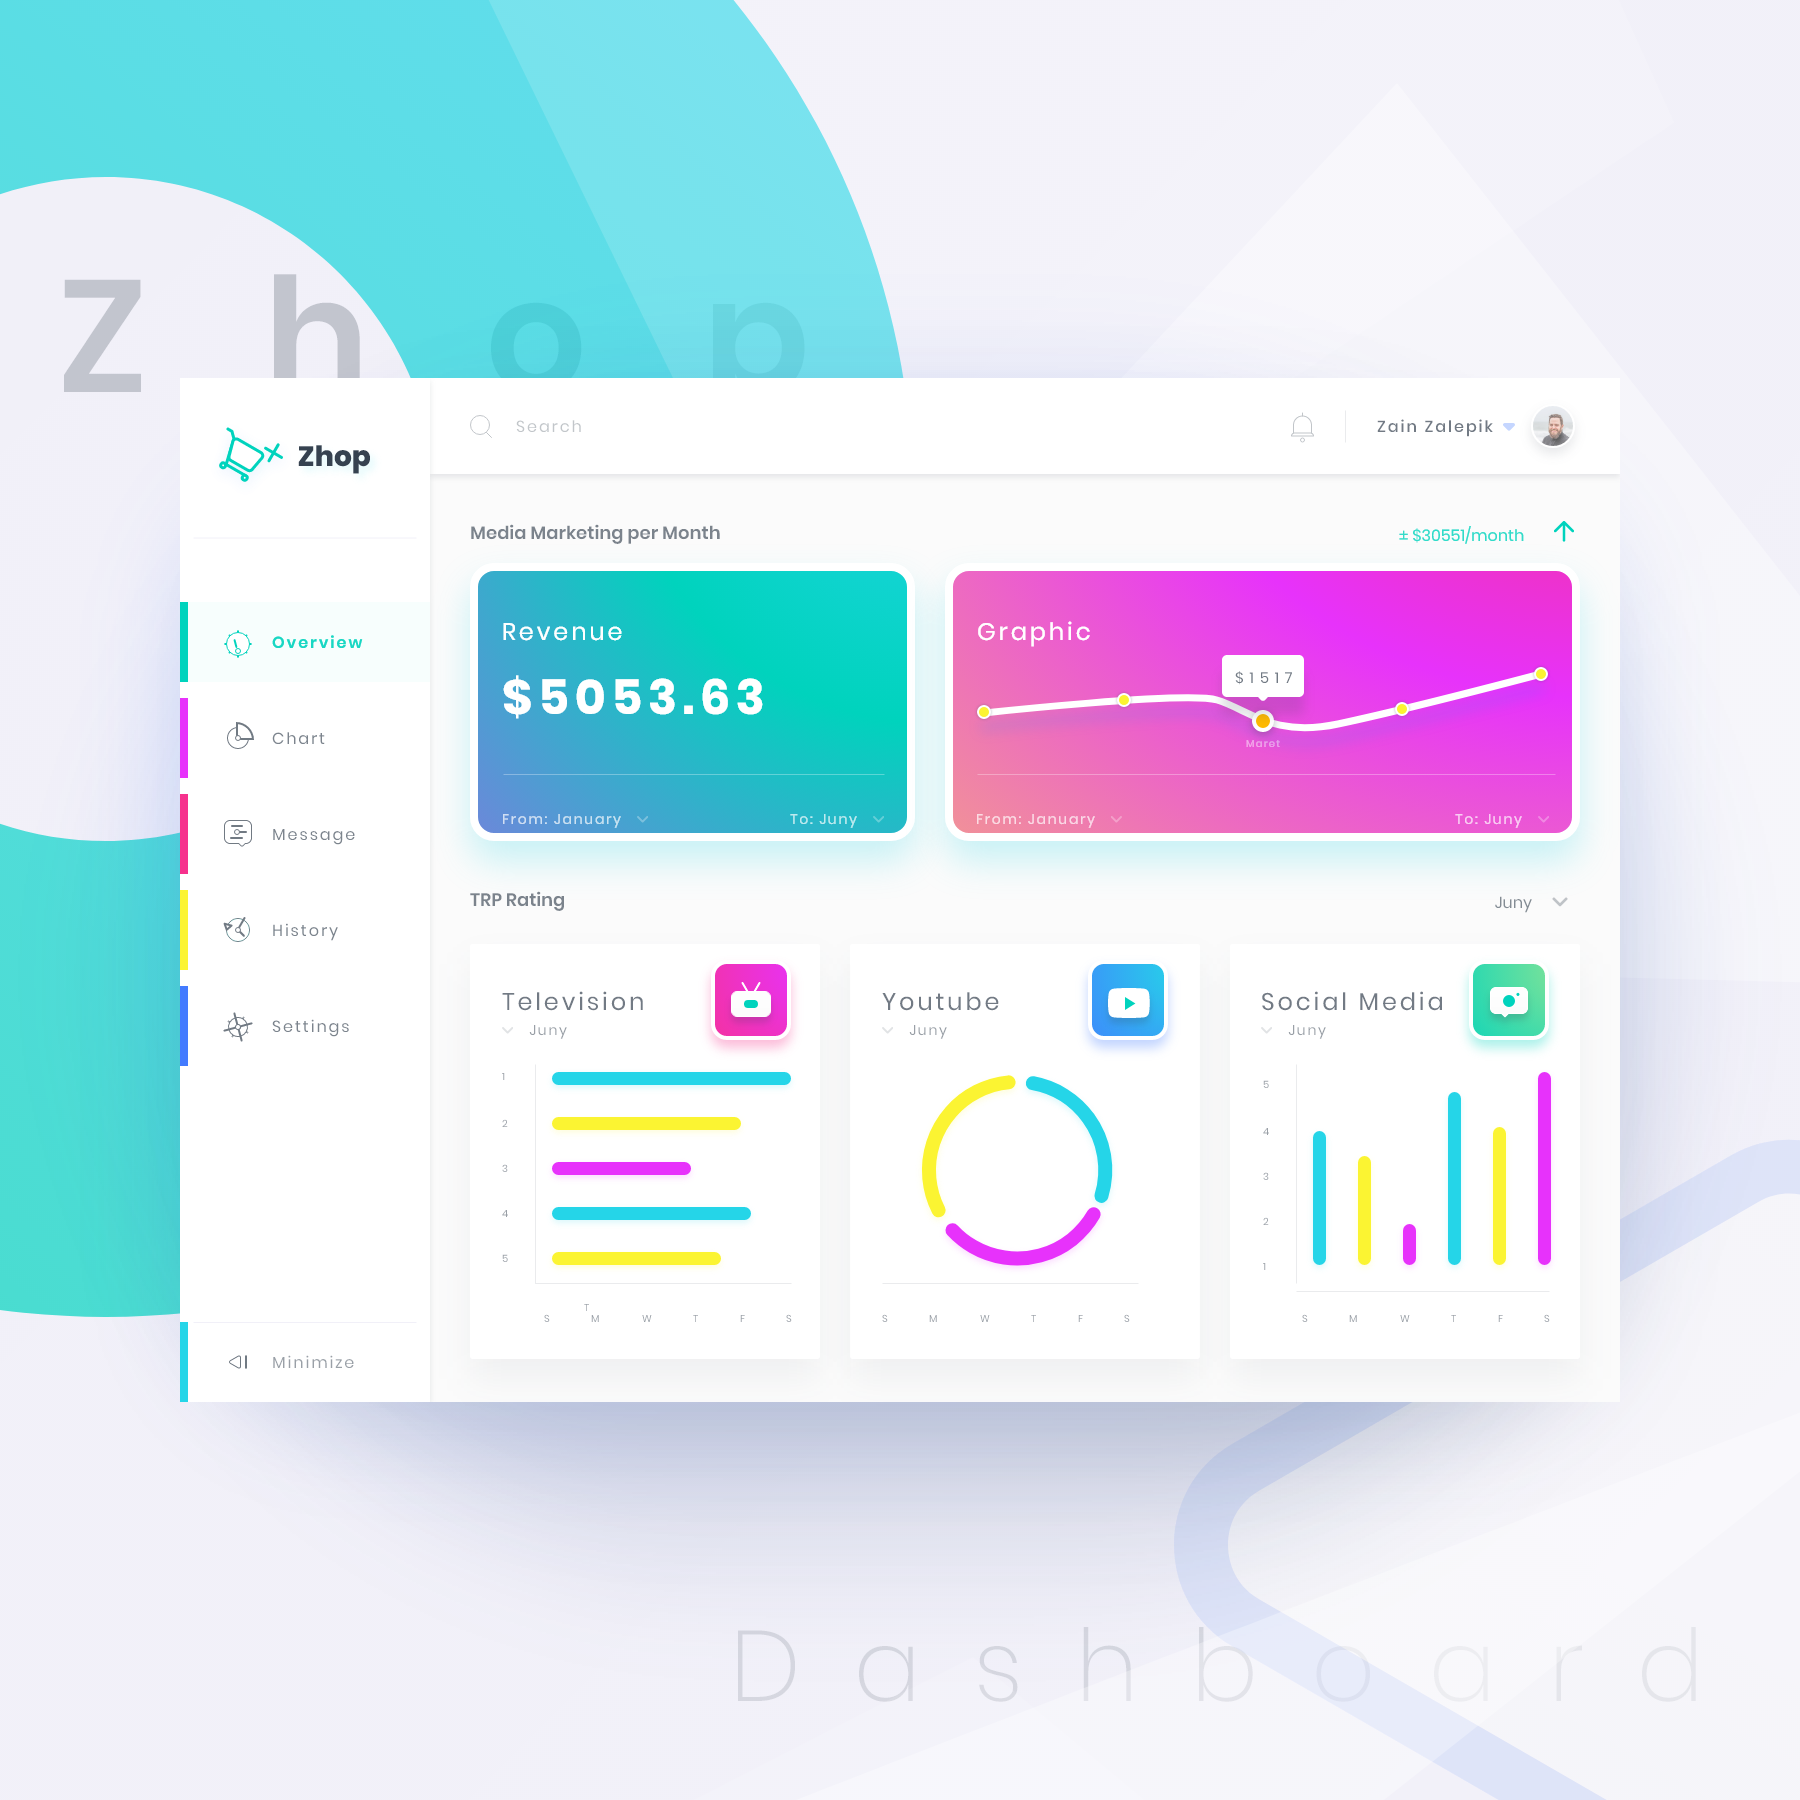 Zhop
Zhop
Search
Zain Zalepik
Overview
Chart
Message
History
Settings
Minimize
Media Marketing per Month
± $30551/month
Revenue
$5053.63
From: January
To: Juny
Graphic
$1517
Maret
From: January
To: Juny
TRP Rating
Juny
Television
Juny
1
2
3
4
5
T
S M W T F S
Youtube
Juny
S M W T F S
Social Media
Juny
5
4
3
2
1
S M W T F S
Dashboard